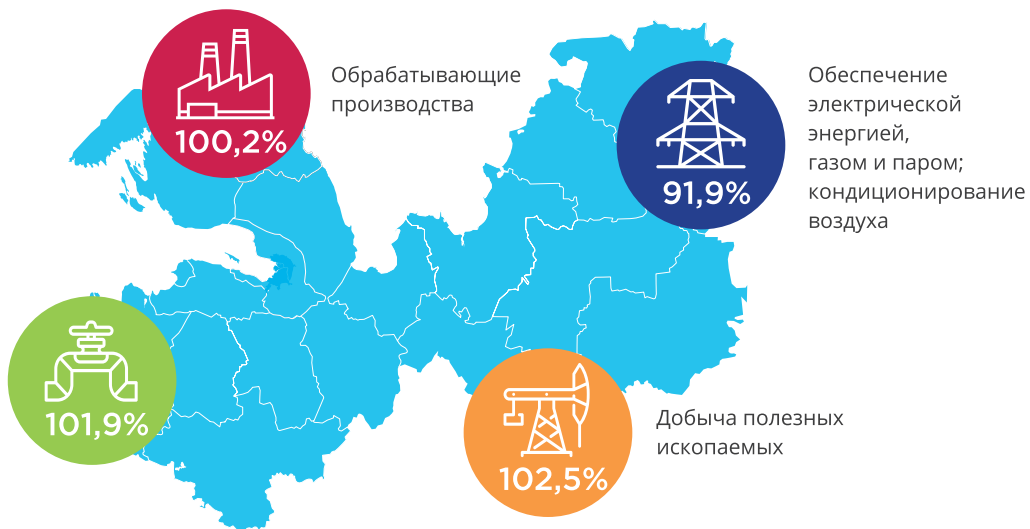 100,2%
Обрабатывающие
производства
91,9%
Обеспечение
электрической
энергией,
газом и паром;
кондиционирование
воздуха
101,9%
102,5%
Добыча полезных
ископаемых